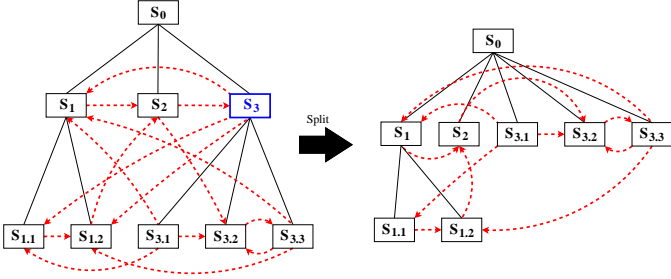 S0
S0
Split
S1 S2 S3
S1 S2 S3.1 S3.2 S3.3
S1.1 S1.2 S3.1 S3.2 S3.3
S1.1 S1.2